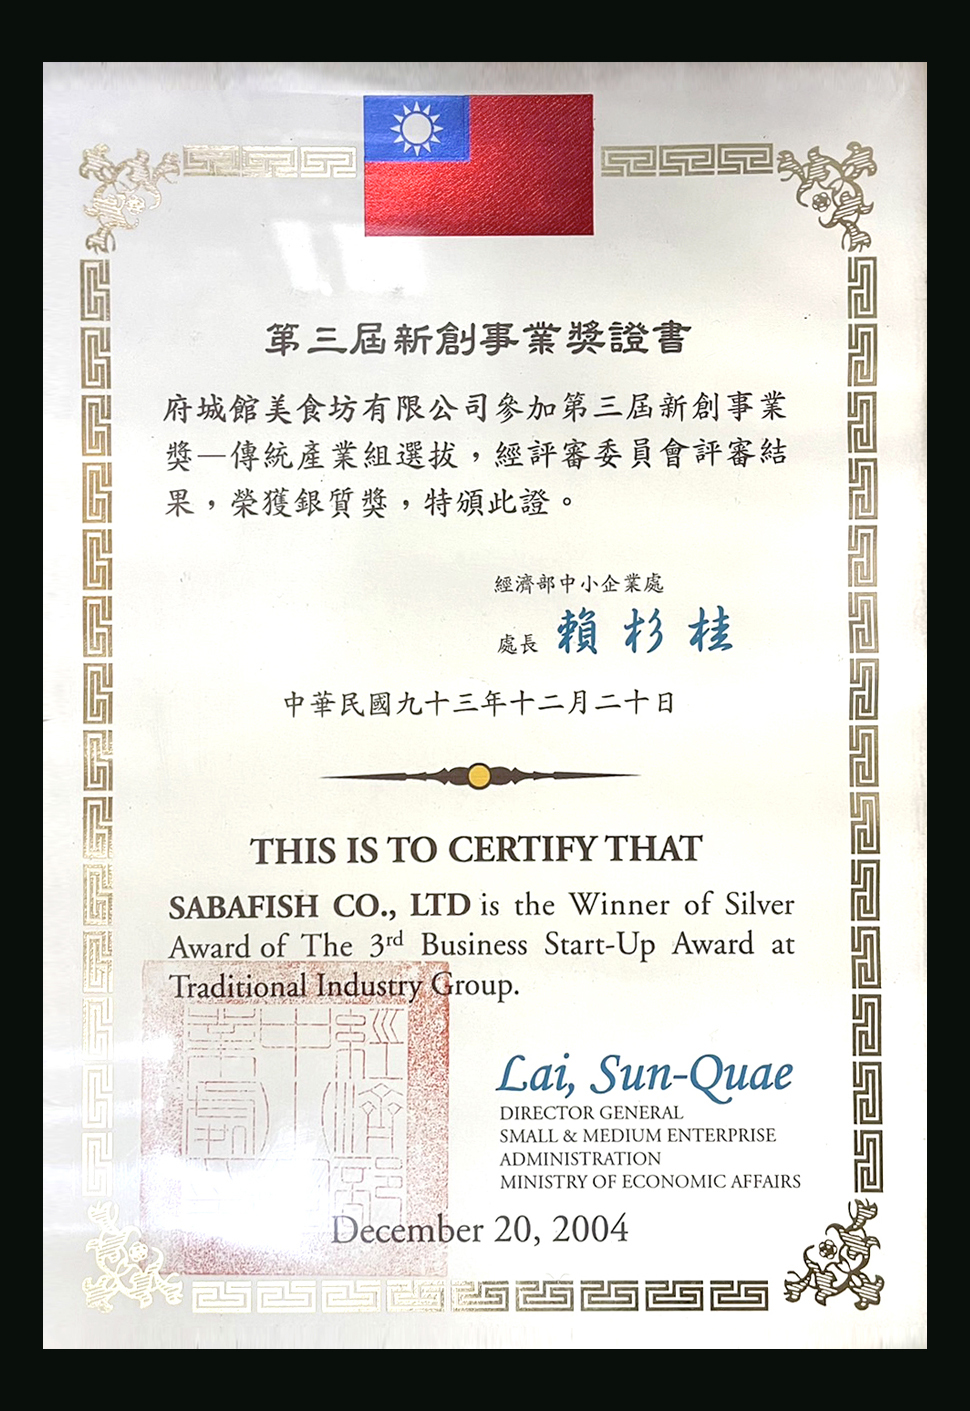 第三屆新創事業獎證書
府城館美食坊有限公司參加第三屆新創事業
獎—傳統產業組選拔，經評審委員會評審結
果，榮獲銀質獎，特頒此證。
經濟部中小企業處
處長 賴杉桂
中華民國九十三年十二月二十日
THIS IS TO CERTIFY THAT
SABAFISH CO., LTD is the Winner of Silver
Award of The 3rd Business Start-Up Award at
Traditional Industry Group.
Lai, Sun-Quae
DIRECTOR GENERAL
SMALL & MEDIUM ENTERPRISE
ADMINISTRATION
MINISTRY OF ECONOMIC AFFAIRS
December 20, 2004